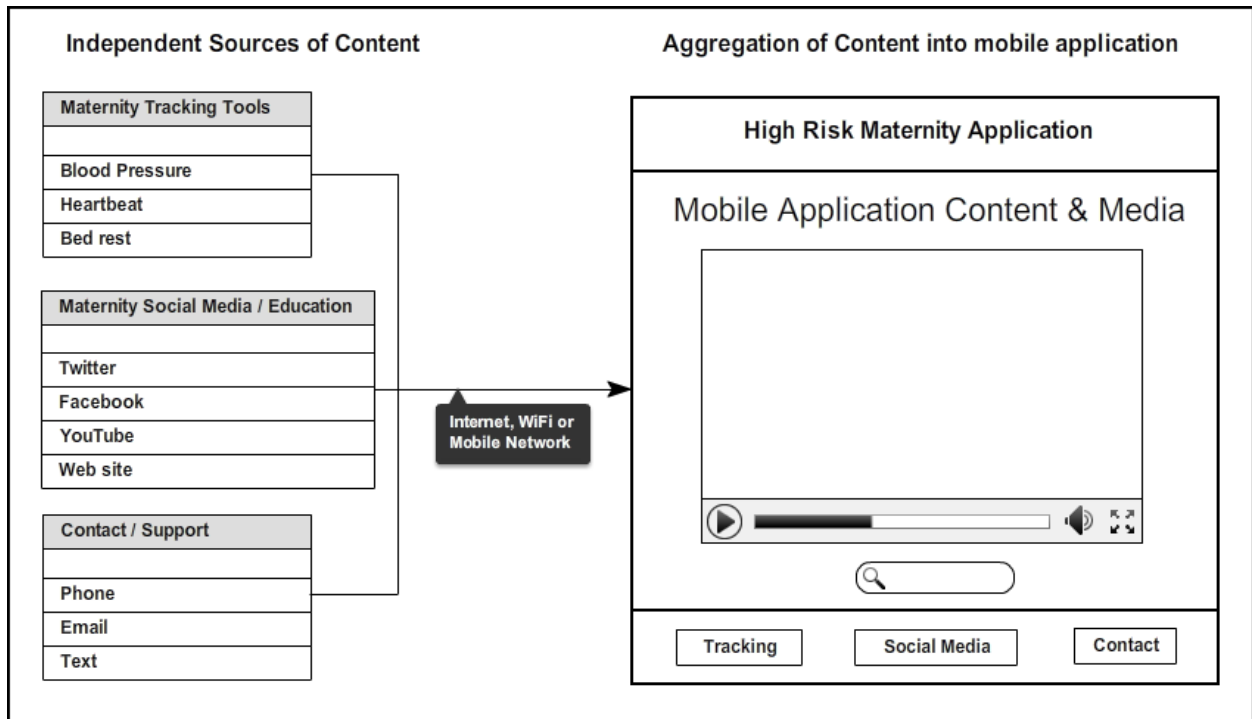 Independent Sources of Content
Aggregation of Content into mobile application
Maternity Tracking Tools
Blood Pressure
Heartbeat
Bed rest
Maternity Social Media / Education
Twitter
Facebook
YouTube
Web site
Contact / Support
Phone
Email
Text
Internet, WiFi or
Mobile Network
High Risk Maternity Application
Mobile Application Content & Media
Tracking
Social Media
Contact